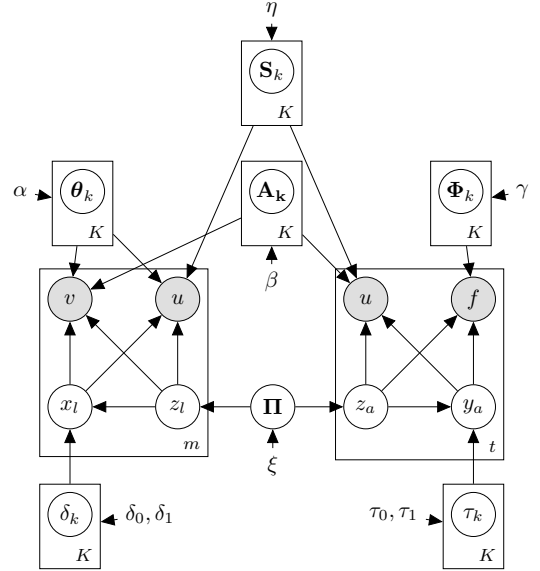 η
S_k
K
α
θ_k
K
A_k
K
Φ_k
K
γ
β
v
u
u
f
x_l
z_l
Π
z_a
y_a
m
t
ξ
δ_k
K
δ_0, δ_1
τ_0, τ_1
τ_k
K